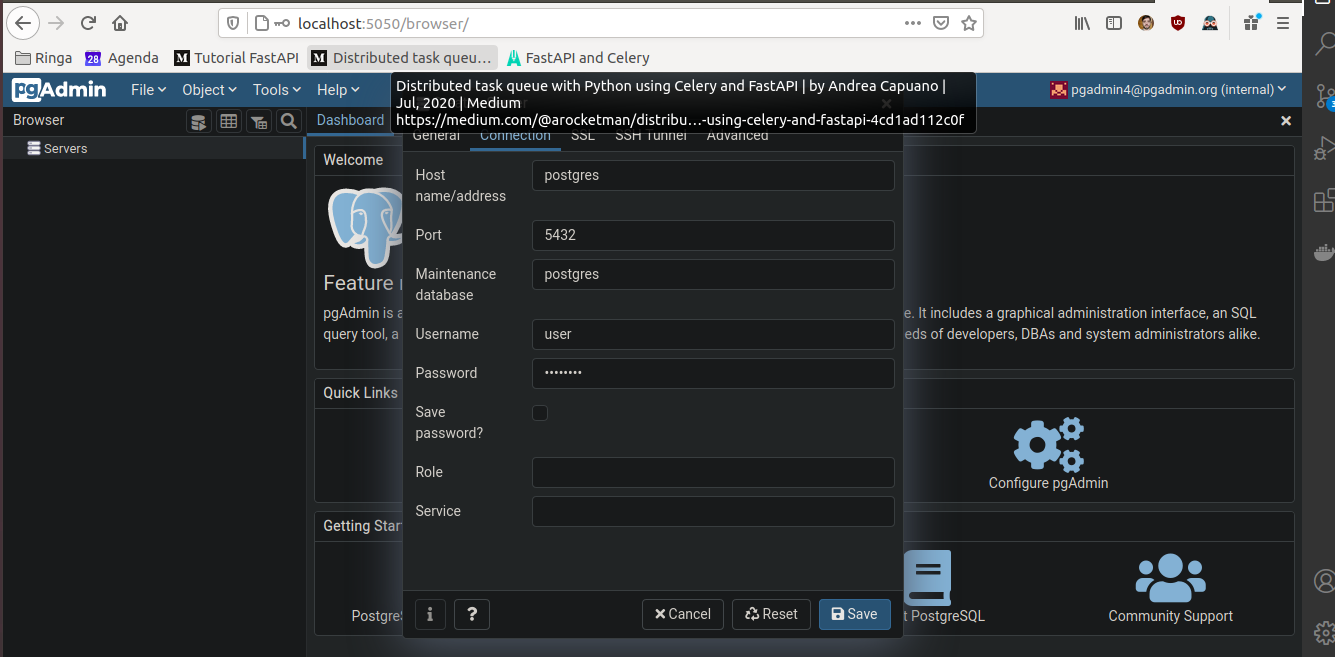 localhost:5050/browser/
Ringa
28 Agenda
M Tutorial FastAPI
M Distributed task queu…
FastAPI and Celery
pgAdmin
File
Object
Tools
Help
pgadmin4@pgadmin.org (internal)
Distributed task queue with Python using Celery and FastAPI | by Andrea Capuano |
Jul, 2020 | Medium
https://medium.com/@arocketman/distribu…-using-celery-and-fastapi-4cd1ad112c0f
Browser
Dashboard
Servers
General
Connection
SSL
SSH Tunnel
Advanced
Welcome
Host
name/address
postgres
Port
5432
Maintenance
database
postgres
Username
user
Password
••••••••
Save
password?
Role
Service
Feature
pgAdmin is
query tool, a
e. It includes a graphical administration interface, an SQL
eds of developers, DBAs and system administrators alike.
Quick Links
Configure pgAdmin
Getting Star
Postgre
t PostgreSQL
Community Support
i
?
Cancel
Reset
Save